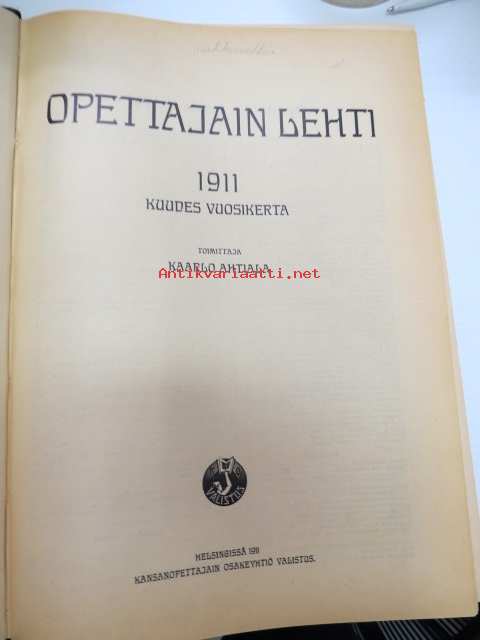 OPETTAJAIN LEHTI
1911
KUUDES VUOSIKERTA
TOIMITTAJA
KAARLO AHTIALA
Antikvariaatti.net
VALISTUS
HELSINGISSÄ 1911
KANSANOPETTAJAIN OSAKEYHTIÖ VALISTUS.